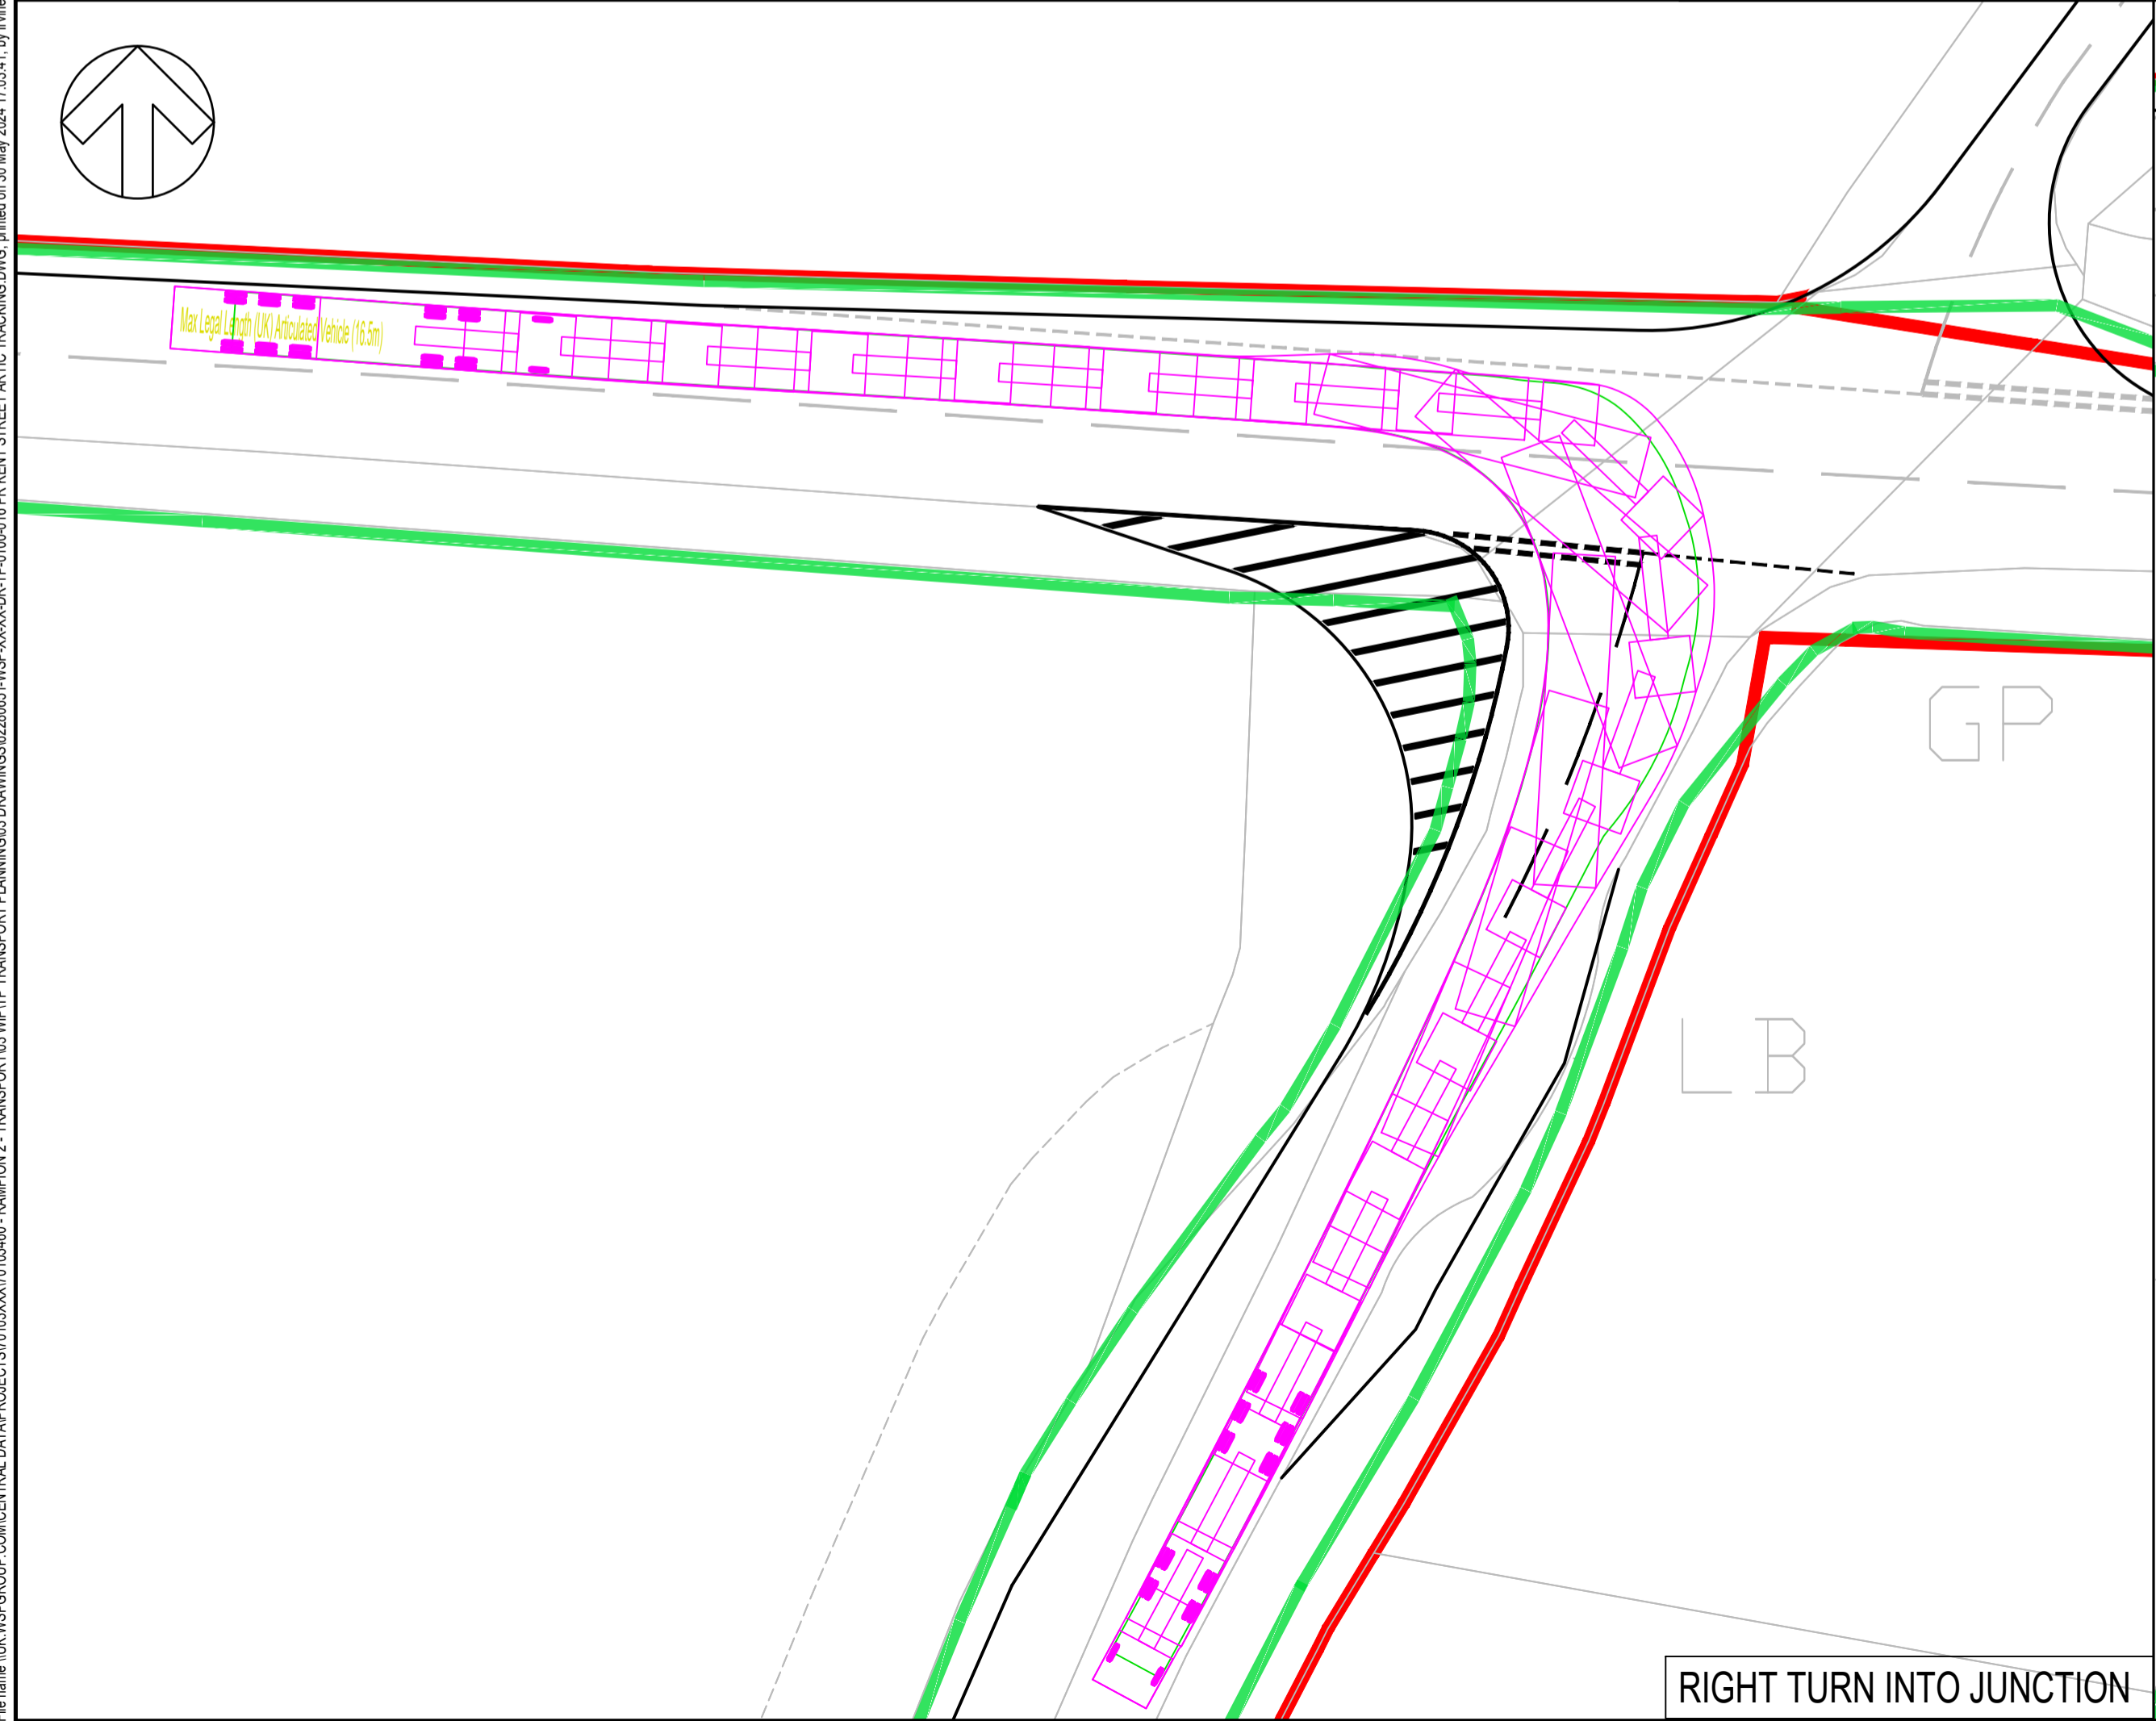 Max Legal Length (UK) Articulated Vehicle (16.5m)
GP
LB
RIGHT TURN INTO JUNCTION